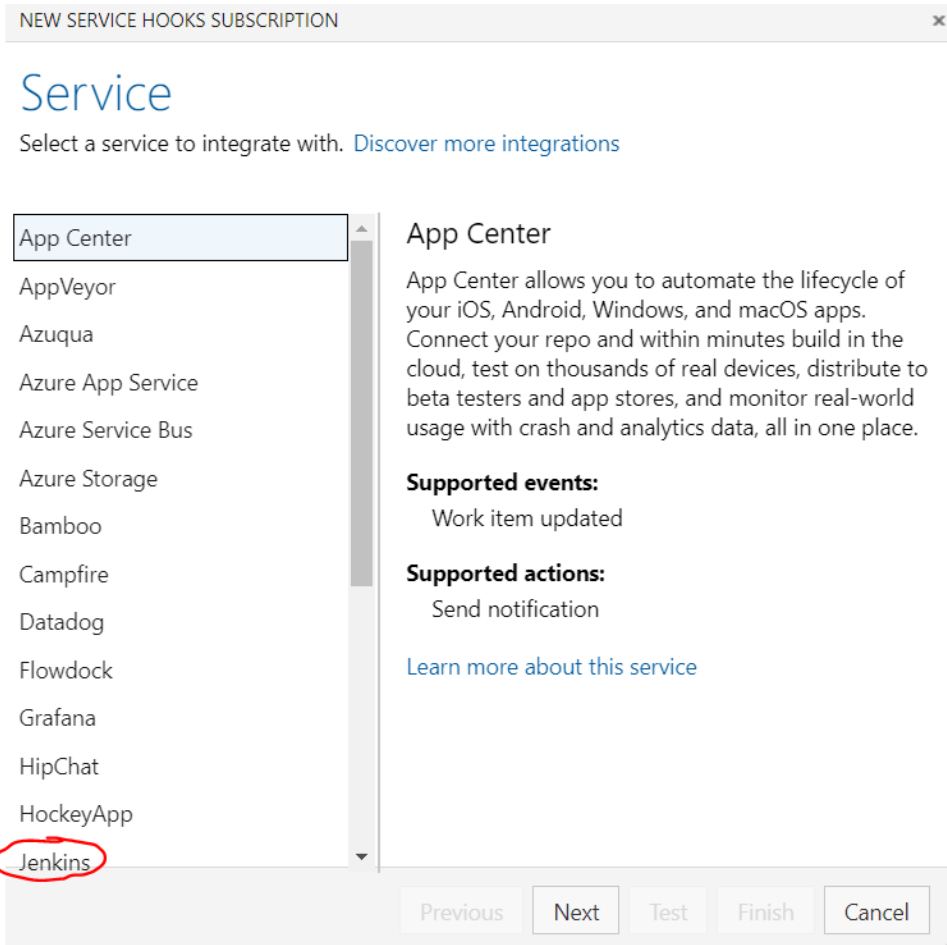 NEW SERVICE HOOKS SUBSCRIPTION
Service
Select a service to integrate with. Discover more integrations
App Center
AppVeyor
Azuqua
Azure App Service
Azure Service Bus
Azure Storage
Bamboo
Campfire
Datadog
Flowdock
Grafana
HipChat
HockeyApp
Jenkins
App Center
App Center allows you to automate the lifecycle of
your iOS, Android, Windows, and macOS apps.
Connect your repo and within minutes build in the
cloud, test on thousands of real devices, distribute to
beta testers and app stores, and monitor real-world
usage with crash and analytics data, all in one place.
Supported events:
Work item updated
Supported actions:
Send notification
Learn more about this service
Previous Next Test Finish Cancel